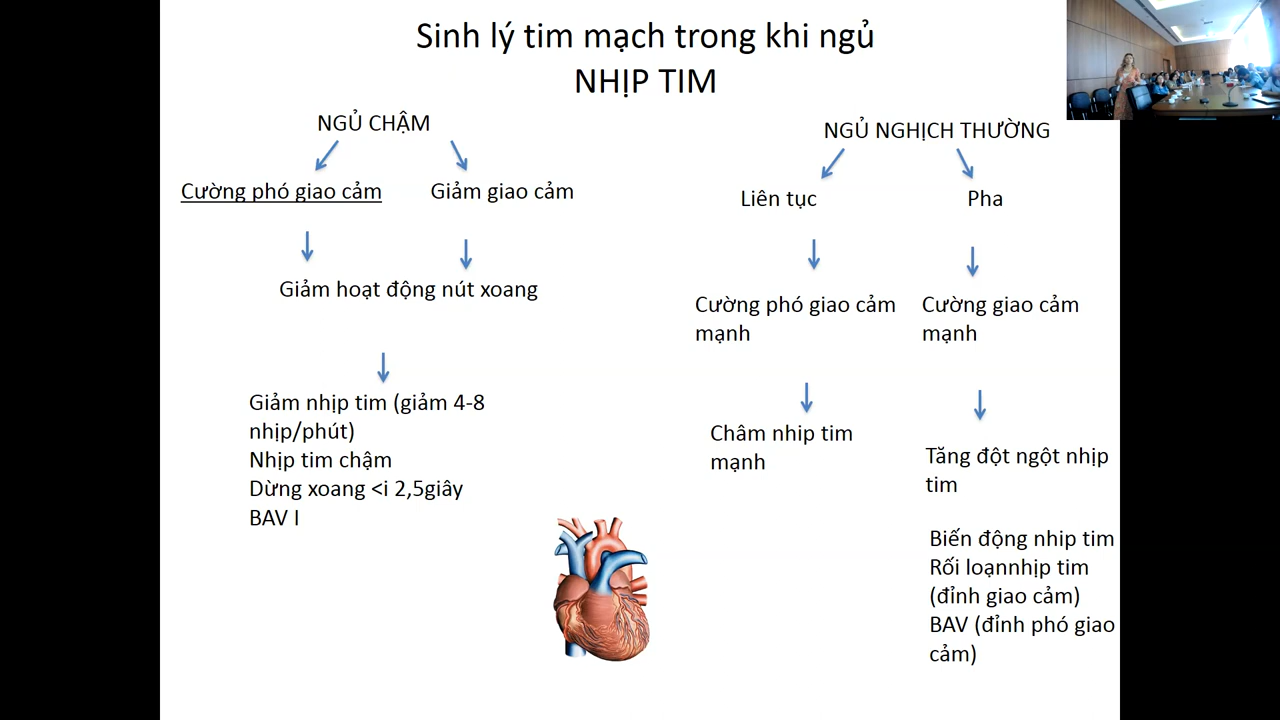 Sinh lý tim mạch trong khi ngủ
NHỊP TIM
NGỦ CHẬM
Cường phó giao cảm
Giảm giao cảm
Giảm hoạt động nút xoang
Giảm nhịp tim (giảm 4-8
nhịp/phút)
Nhịp tim chậm
Dừng xoang <i 2,5giây
BAV I
NGỦ NGHỊCH THƯỜNG
Liên tục
Pha
Cường phó giao cảm
mạnh
Cường giao cảm
mạnh
Châm nhip tim
mạnh
Tăng đột ngột nhịp
tim
Biến động nhip tim
Rối loạnnhịp tim
(đỉnh giao cảm)
BAV (đỉnh phó giao
cảm)